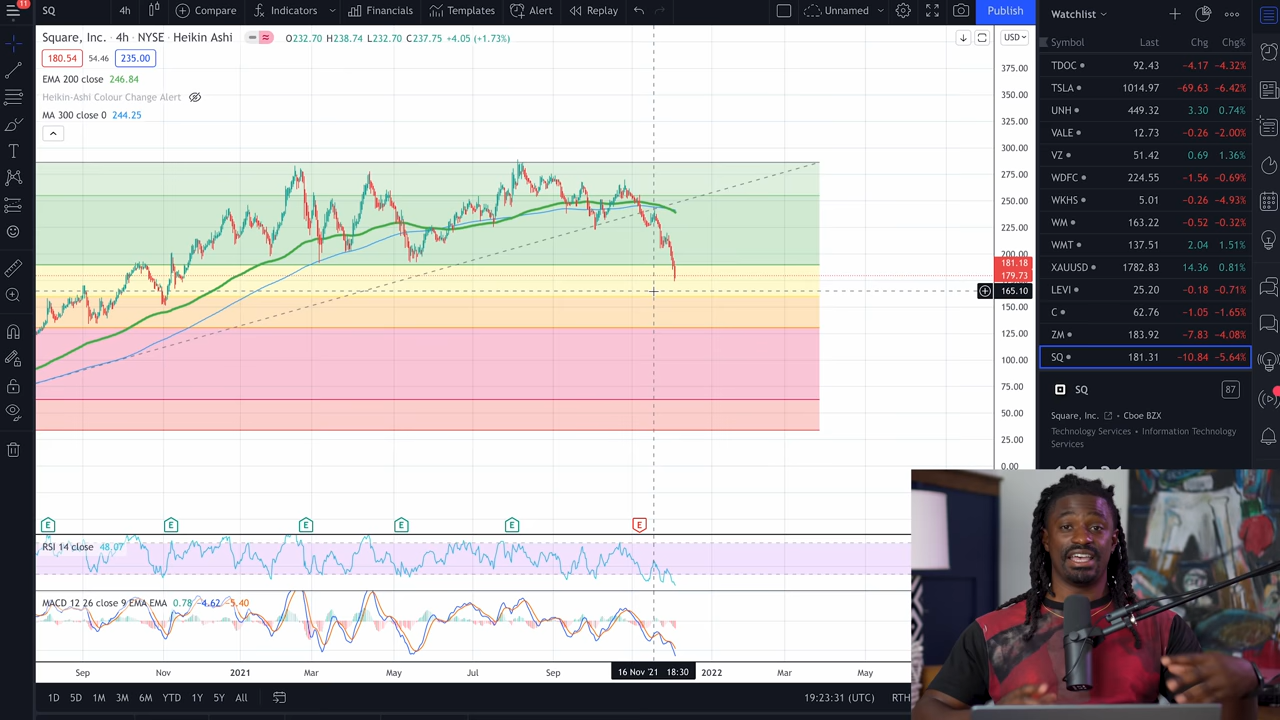 11
SQ 4h Compare Indicators Financials Templates Alert Replay Unnamed Publish
Square, Inc. · 4h · NYSE · Heikin Ashi O232.70 H238.74 L232.70 C237.75 +4.05 (+1.73%)
USD
180.54 54.46 235.00
EMA 200 close 246.84
Heikin-Ashi Colour Change Alert
MA 300 close 0 244.25
375.00
350.00
325.00
300.00
275.00
250.00
225.00
200.00
181.18
179.73
165.10
150.00
125.00
100.00
75.00
50.00
25.00
0.00
E E E E E E
RSI 14 close 48.07
MACD 12 26 close 9 EMA EMA 0.78 −4.62 −5.40
Sep Nov 2021 Mar May Jul Sep 16 Nov '21 18:30 2022 Mar May
1D 5D 1M 3M 6M YTD 1Y 5Y All 19:23:31 (UTC) RTH
Watchlist
Symbol Last Chg Chg%
TDOC 92.43 −4.17 −4.32%
TSLA 1014.97 −69.63 −6.42%
UNH 449.32 3.30 0.74%
VALE 12.73 −0.26 −2.00%
VZ 51.42 0.69 1.36%
WDFC 224.55 −1.56 −0.69%
WKHS 5.01 −0.26 −4.93%
WM 163.22 −0.52 −0.32%
WMT 137.51 2.04 1.51%
XAUUSD 1782.83 14.36 0.81%
LEVI 25.20 −0.18 −0.71%
C 62.76 −1.05 −1.65%
ZM 183.92 −7.83 −4.08%
SQ 181.31 −10.84 −5.64%
SQ 87
Square, Inc. • Cboe BZX
Technology Services • Information Technology
Services